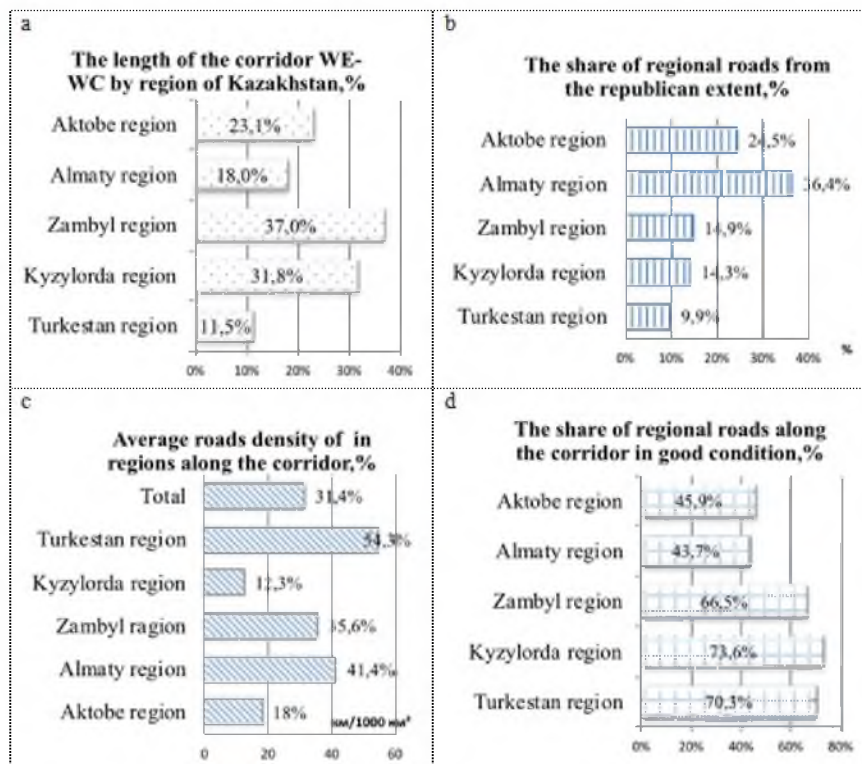 a
The length of the corridor WE-
WC by region of Kazakhstan,%
Aktobe region 23,1%
Almaty region 18,0%
Zambyl region 37,0%
Kyzylorda region 31,8%
Turkestan region 11,5%
0% 10% 20% 30% 40%
b
The share of regional roads from
the republican extent,%
Aktobe region 24,5%
Almaty region 36,4%
Zambyl region 14,9%
Kyzylorda region 14,3%
Turkestan region 9,9%
0% 10% 20% 30% 40% %
c
Average roads density of in
regions along the corridor,%
Total 31,4%
Turkestan region 54,3%
Kyzylorda region 12,3%
Zambyl ragion 35,6%
Almaty region 41,4%
Aktobe region 18%
км/1000 км²
0 20 40 60
d
The share of regional roads along
the corridor in good condition,%
Aktobe region 45,9%
Almaty region 43,7%
Zambyl region 66,5%
Kyzylorda region 73,6%
Turkestan region 70,3%
0% 20% 40% 60% 80%